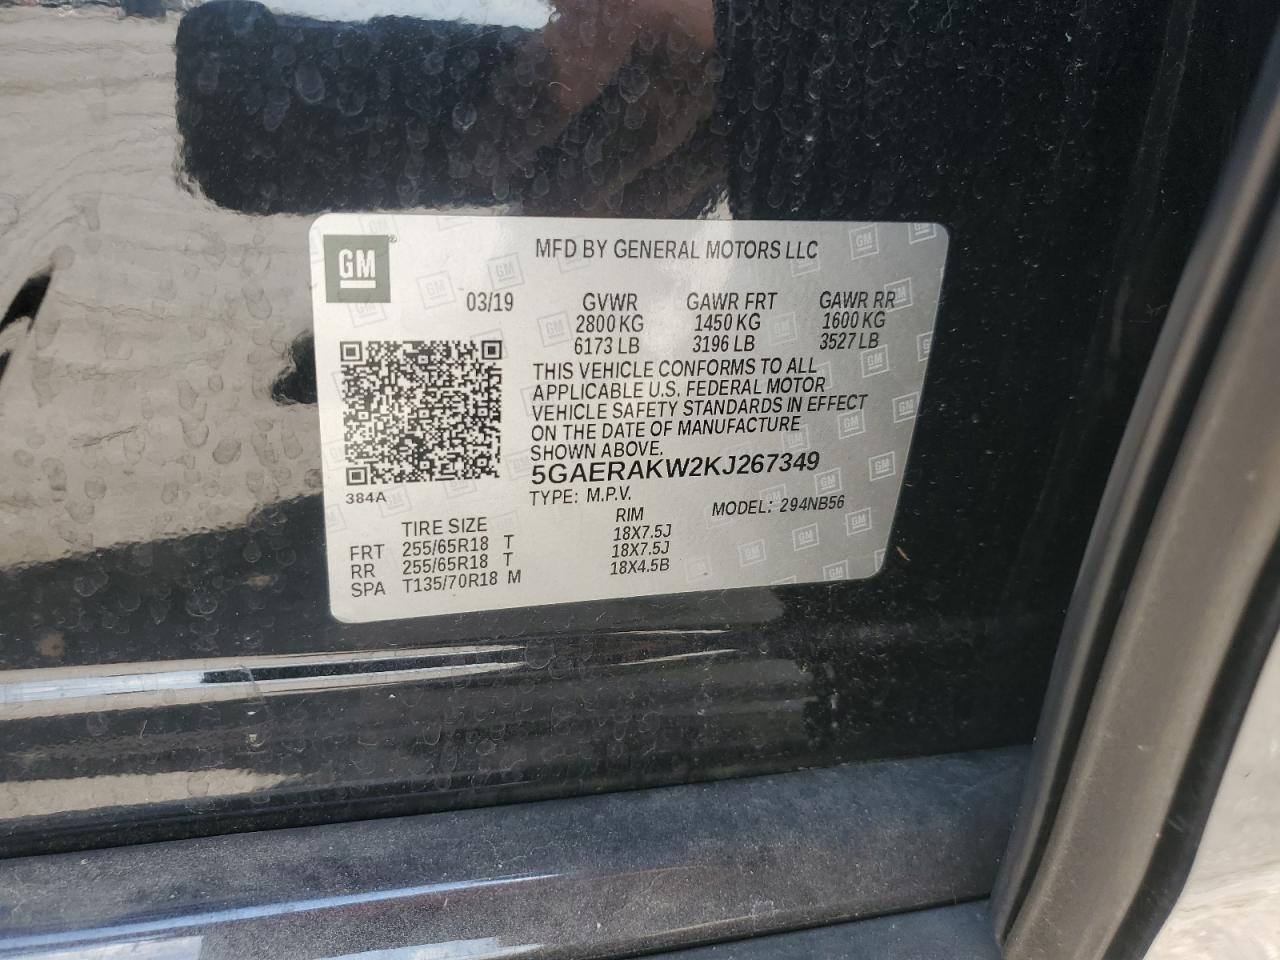 GM®
MFD BY GENERAL MOTORS LLC
03/19 GVWR GAWR FRT GAWR RR
2800 KG 1450 KG 1600 KG
6173 LB 3196 LB 3527 LB
THIS VEHICLE CONFORMS TO ALL
APPLICABLE U.S. FEDERAL MOTOR
VEHICLE SAFETY STANDARDS IN EFFECT
ON THE DATE OF MANUFACTURE
SHOWN ABOVE.
5GAERAKW2KJ267349
384A
TYPE: M.P.V. MODEL: 294NB56
TIRE SIZE RIM
FRT 255/65R18 T 18X7.5J
RR 255/65R18 T 18X7.5J
SPA T135/70R18 M 18X4.5B